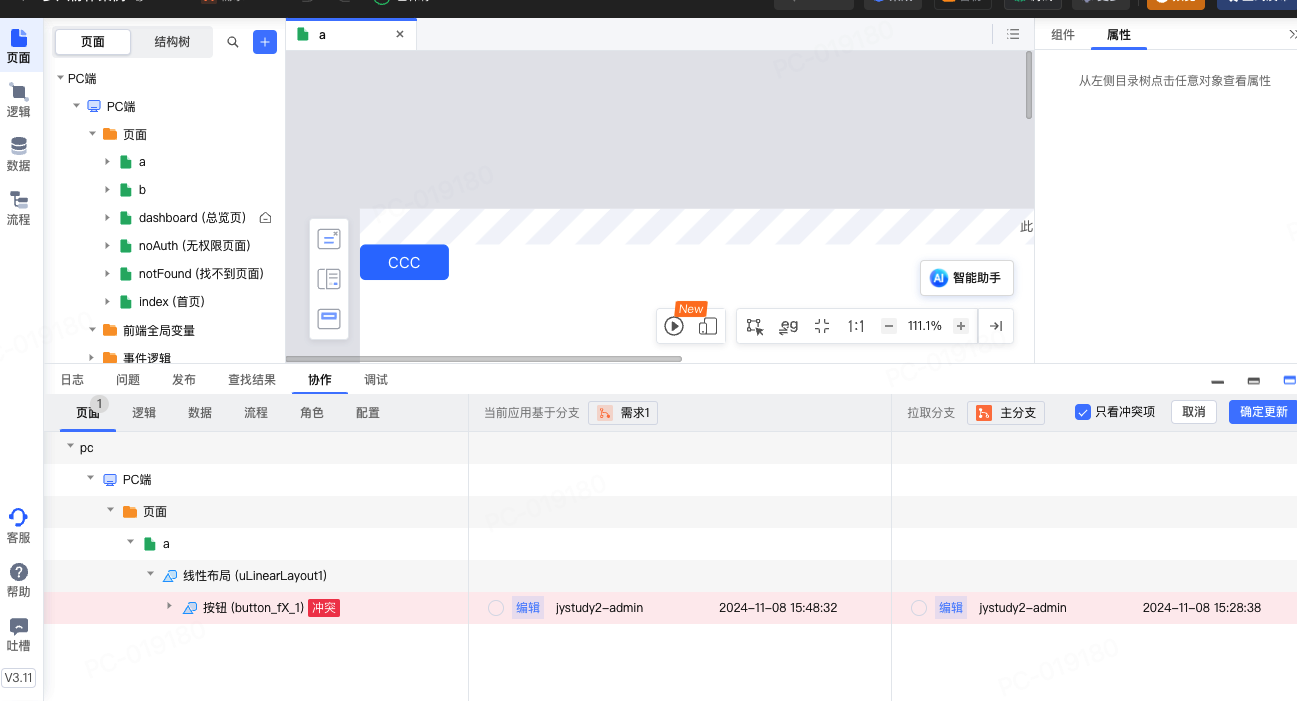 页面
逻辑
数据
流程
客服
帮助
吐槽
V3.11
页面
结构树
PC端
PC端
页面
a
b
dashboard (总览页)
noAuth (无权限页面)
notFound (找不到页面)
index (首页)
前端全局变量
事件逻辑
a
此
CCC
AI 智能助手
New
eg
1:1
111.1%
组件
属性
从左侧目录树点击任意对象查看属性
日志
问题
发布
查找结果
协作
调试
页面
1
逻辑
数据
流程
角色
配置
当前应用基于分支
需求1
拉取分支
主分支
只看冲突项
取消
确定更新
pc
PC端
页面
a
线性布局 (uLinearLayout1)
按钮 (button_fX_1) 冲突
编辑 jystudy2-admin 2024-11-08 15:48:32
编辑 jystudy2-admin 2024-11-08 15:28:38
PC-019180